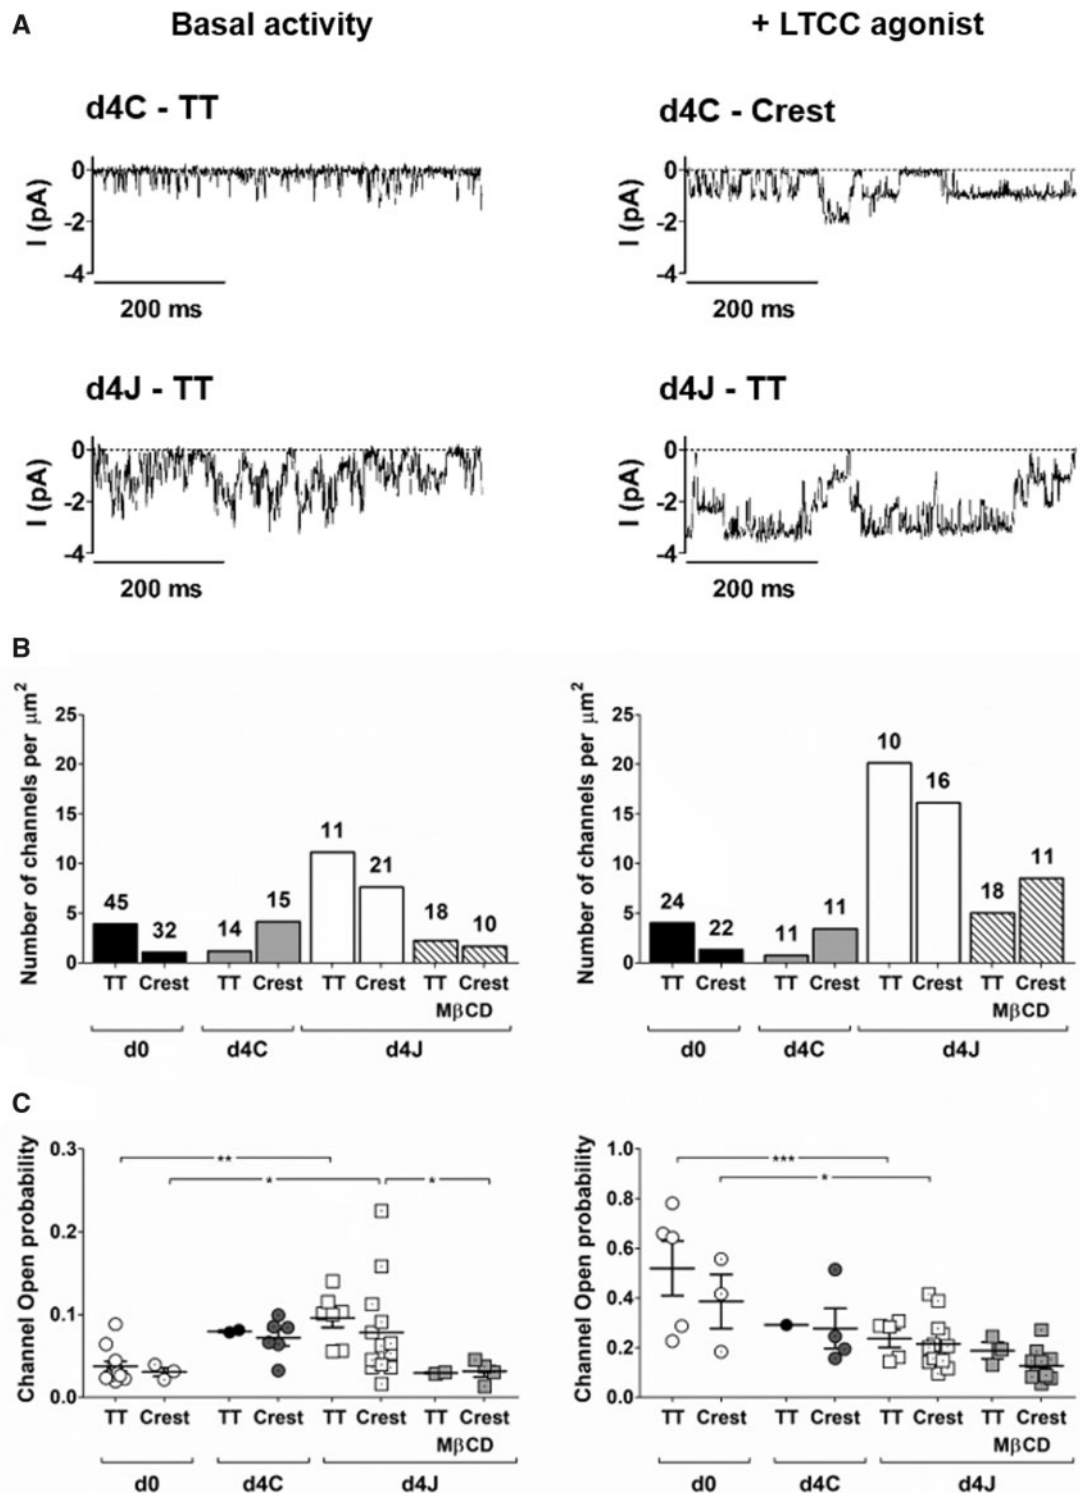 A
Basal activity
+ LTCC agonist
d4C - TT
d4C - Crest
I (pA)
0
-2
-4
200 ms
I (pA)
0
-2
-4
200 ms
d4J - TT
d4J - TT
I (pA)
0
-2
-4
200 ms
I (pA)
0
-2
-4
200 ms
B
Number of channels per μm²
25
20
15
10
5
0
45
32
14
15
11
21
18
10
TT Crest TT Crest TT Crest TT Crest
MβCD
d0 d4C d4J
Number of channels per μm²
25
20
15
10
5
0
24
22
11
11
10
16
18
11
TT Crest TT Crest TT Crest TT Crest
MβCD
d0 d4C d4J
C
Channel Open probability
0.3
0.2
0.1
0.0
**
*
*
TT Crest TT Crest TT Crest TT Crest
MβCD
d0 d4C d4J
Channel Open probability
1.0
0.8
0.6
0.4
0.2
0.0
***
*
TT Crest TT Crest TT Crest TT Crest
MβCD
d0 d4C d4J